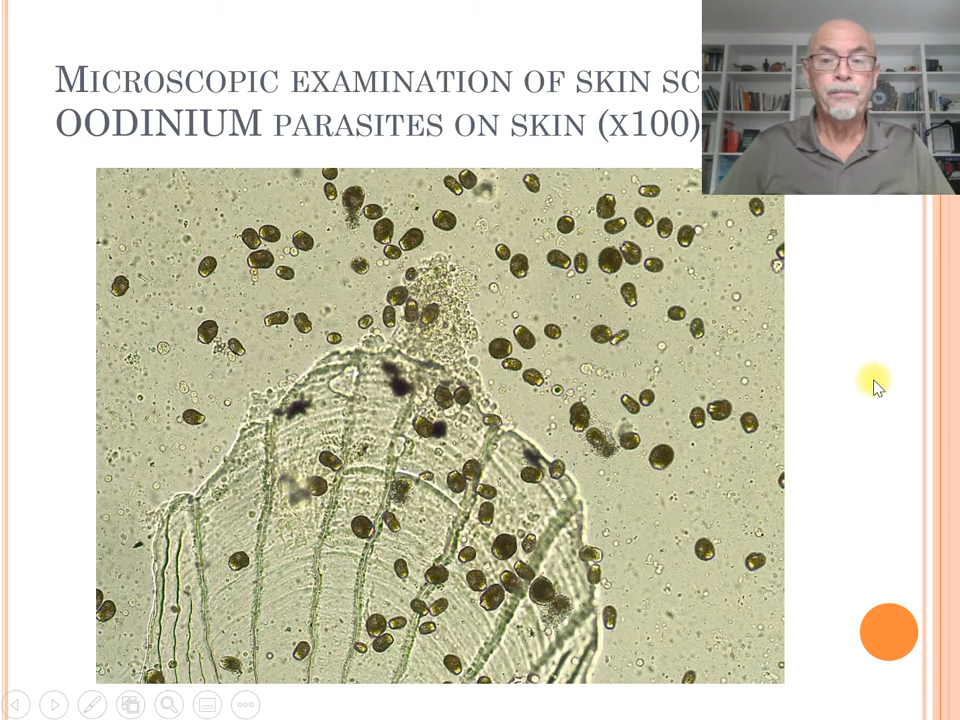 MICROSCOPIC EXAMINATION OF SKIN SC
OODINIUM PARASITES ON SKIN (X100)